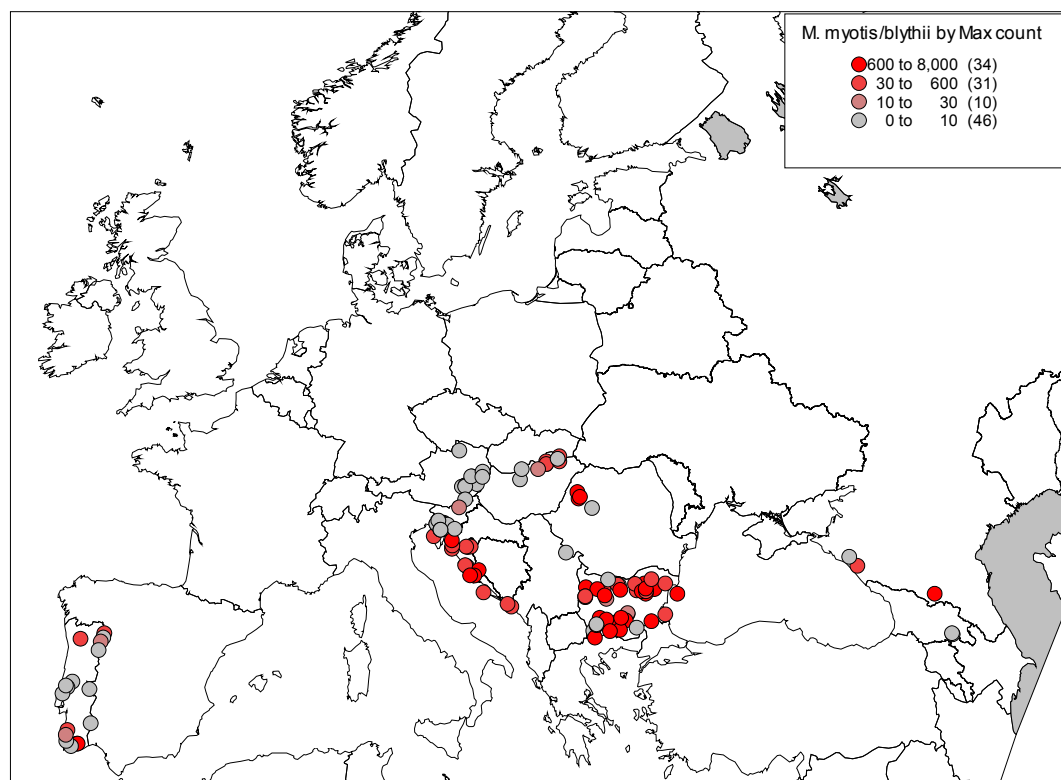 M. myotis/blythii by Max count
600 to 8,000 (34)
30 to 600 (31)
10 to 30 (10)
0 to 10 (46)